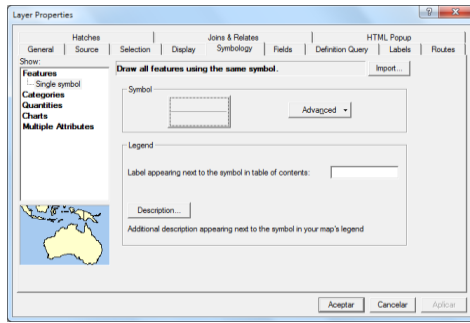 Layer Properties
Hatches Joins & Relates HTML Popup
General Source Selection Display Symbology Fields Definition Query Labels Routes
Show:
Features
Single symbol
Categories
Quantities
Charts
Multiple Attributes
Draw all features using the same symbol.
Import...
Symbol
Advanced
Legend
Label appearing next to the symbol in table of contents:
Description...
Additional description appearing next to the symbol in your map's legend
Aceptar Cancelar Aplicar